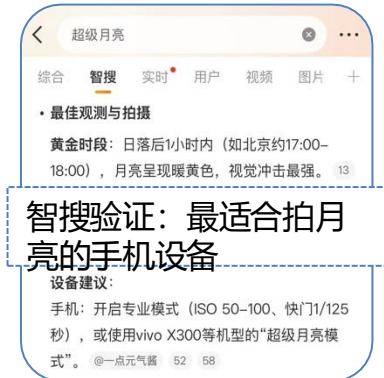 超级月亮
综合 智搜 实时 用户 视频 图片
• 最佳观测与拍摄
黄金时段：日落后1小时内（如北京约17:00–
18:00），月亮呈现暖黄色，视觉冲击最强。 13
智搜验证：最适合拍月
亮的手机设备
设备建议：
手机：开启专业模式（ISO 50–100、快门1/125
秒），或使用vivo X300等机型的“超级月亮模
式”。 @一点元气酱 52 58